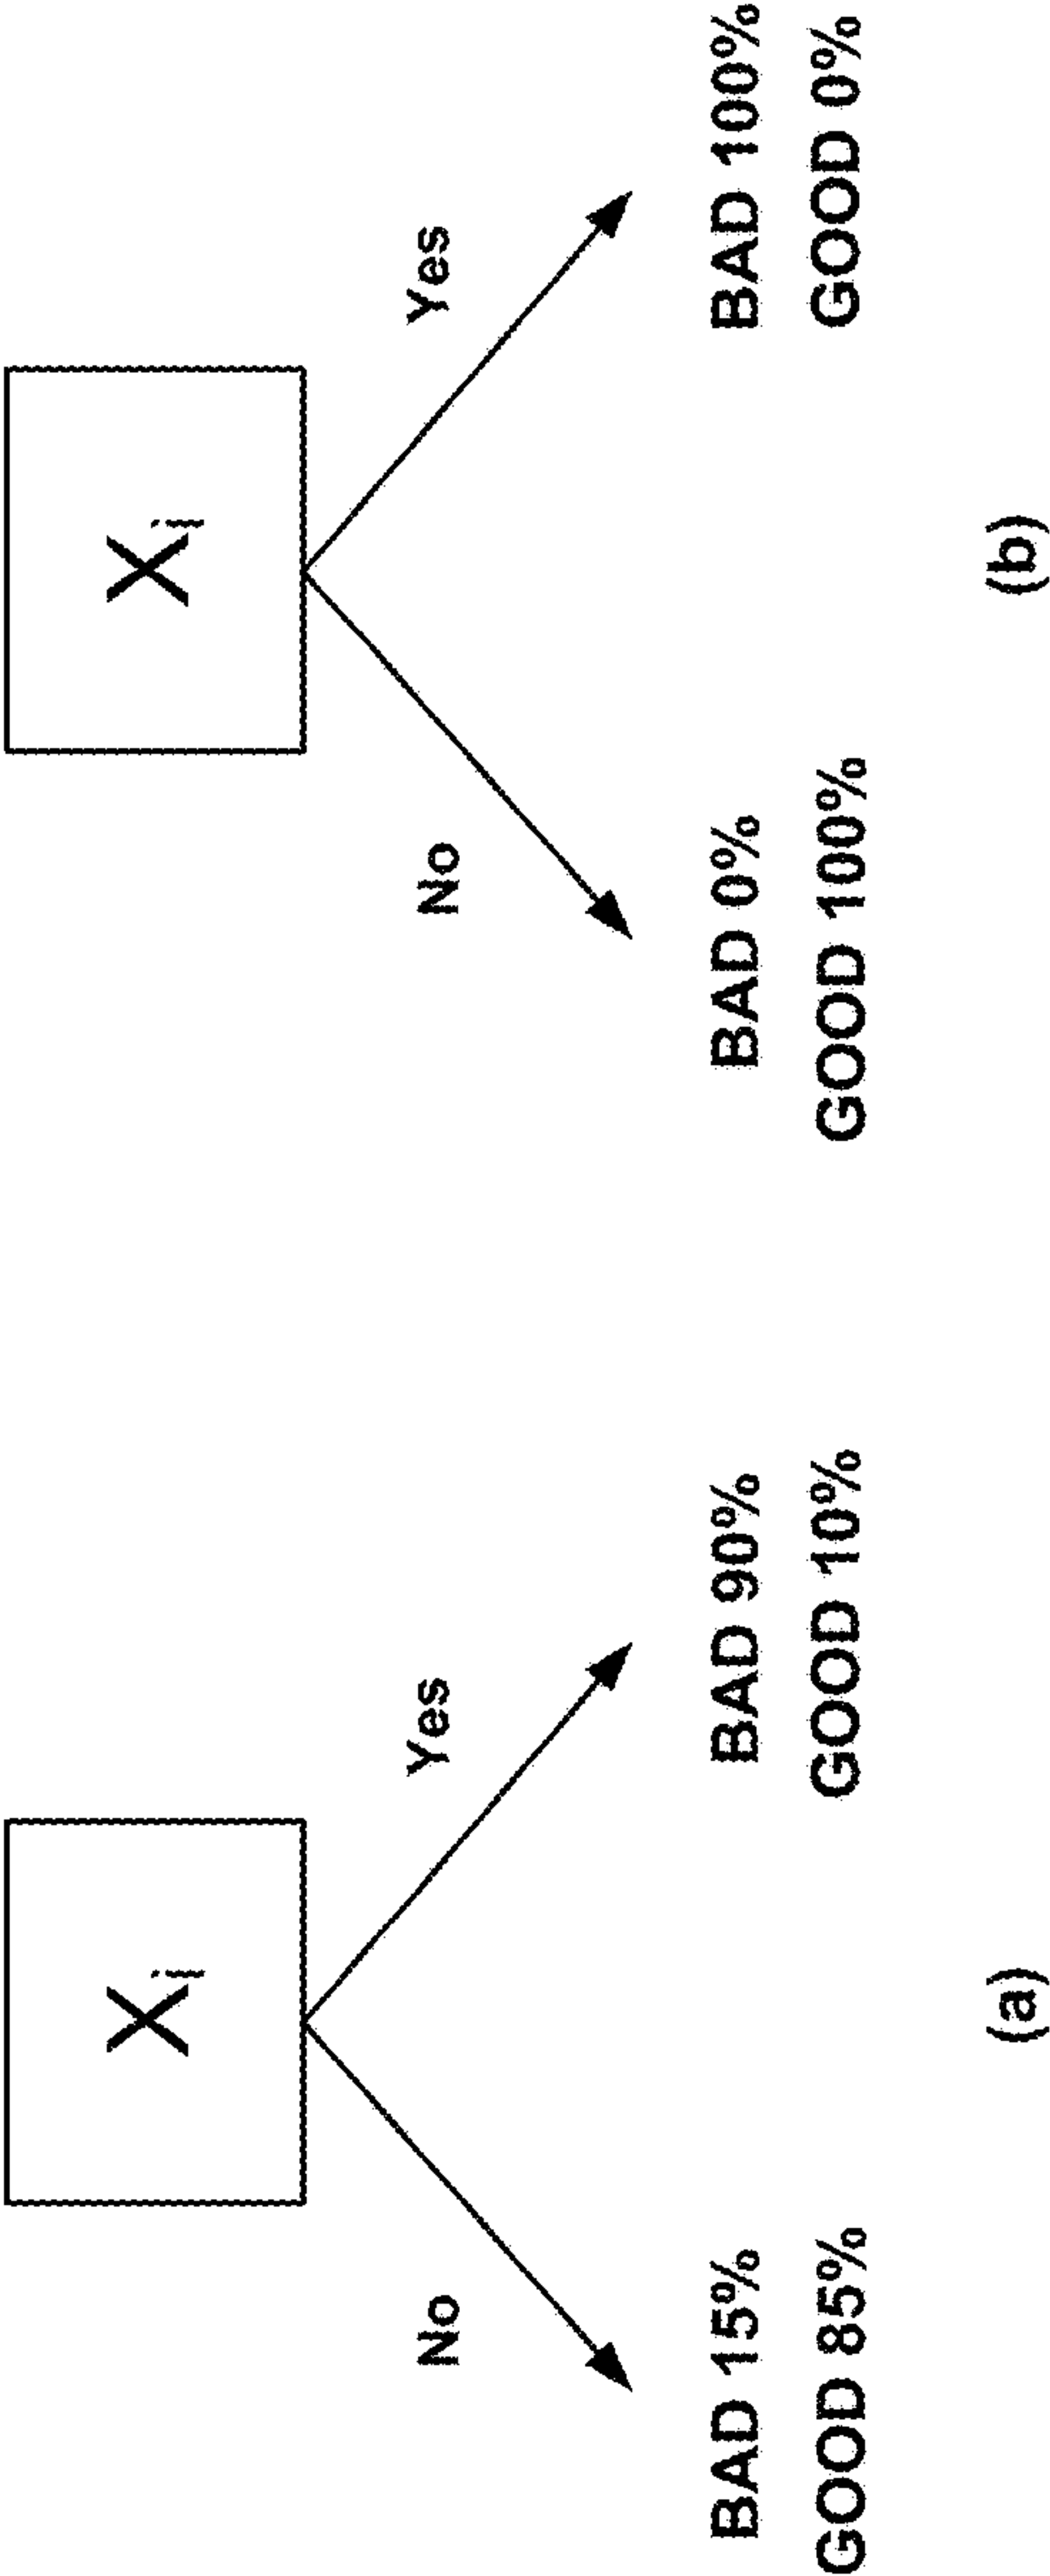 Xi
No
Yes
BAD 15%
GOOD 85%
BAD 90%
GOOD 10%
(a)
Xi
No
Yes
BAD 0%
GOOD 100%
BAD 100%
GOOD 0%
(b)